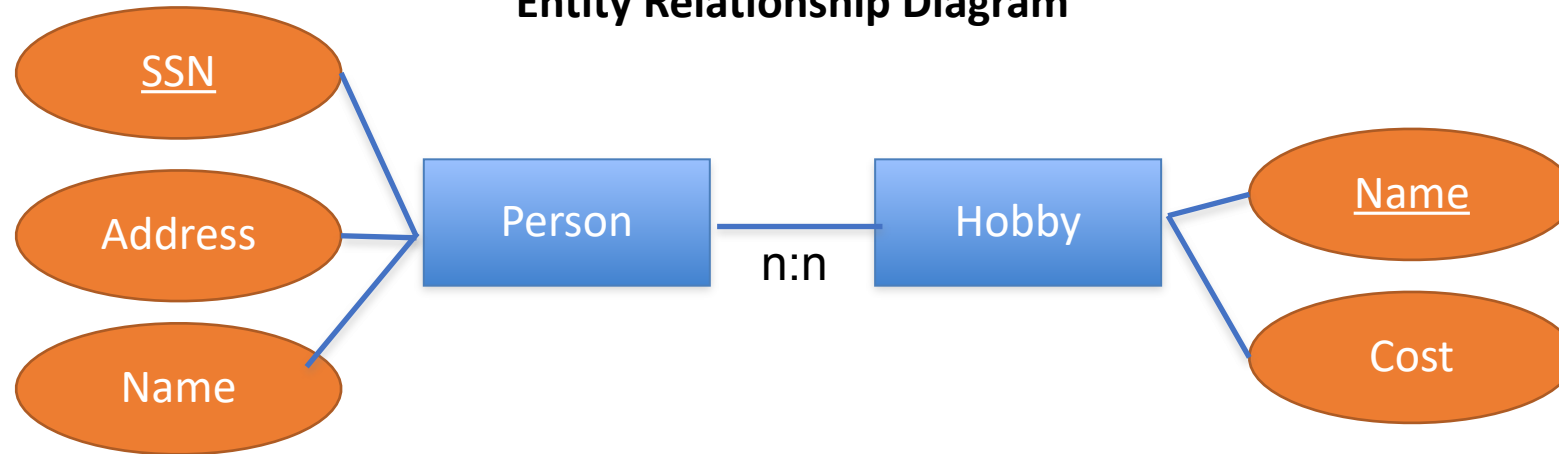 Entity Relationship Diagram
SSN
Address
Name
Person
n:n
Hobby
Name
Cost